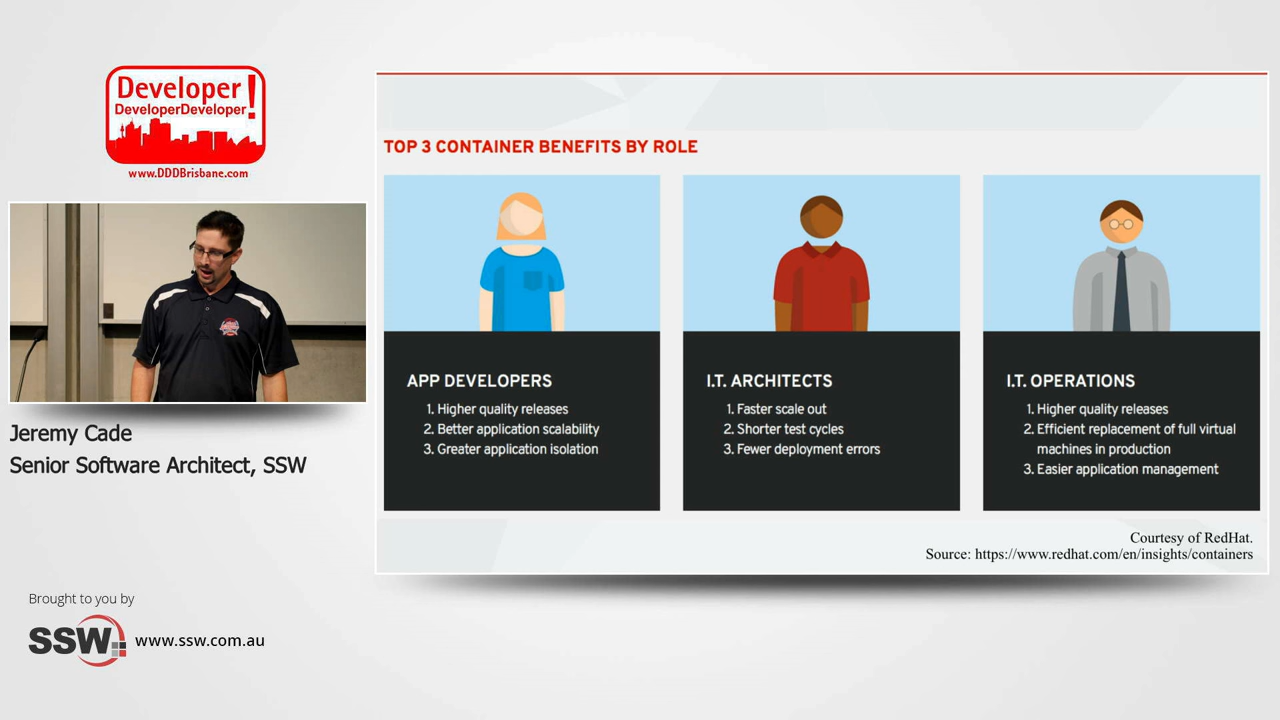 Developer!
DeveloperDeveloper
www.DDDBrisbane.com
Jeremy Cade
Senior Software Architect, SSW
Brought to you by
SSW www.ssw.com.au
TOP 3 CONTAINER BENEFITS BY ROLE
APP DEVELOPERS
1. Higher quality releases
2. Better application scalability
3. Greater application isolation
I.T. ARCHITECTS
1. Faster scale out
2. Shorter test cycles
3. Fewer deployment errors
I.T. OPERATIONS
1. Higher quality releases
2. Efficient replacement of full virtual
machines in production
3. Easier application management
Courtesy of RedHat.
Source: https://www.redhat.com/en/insights/containers